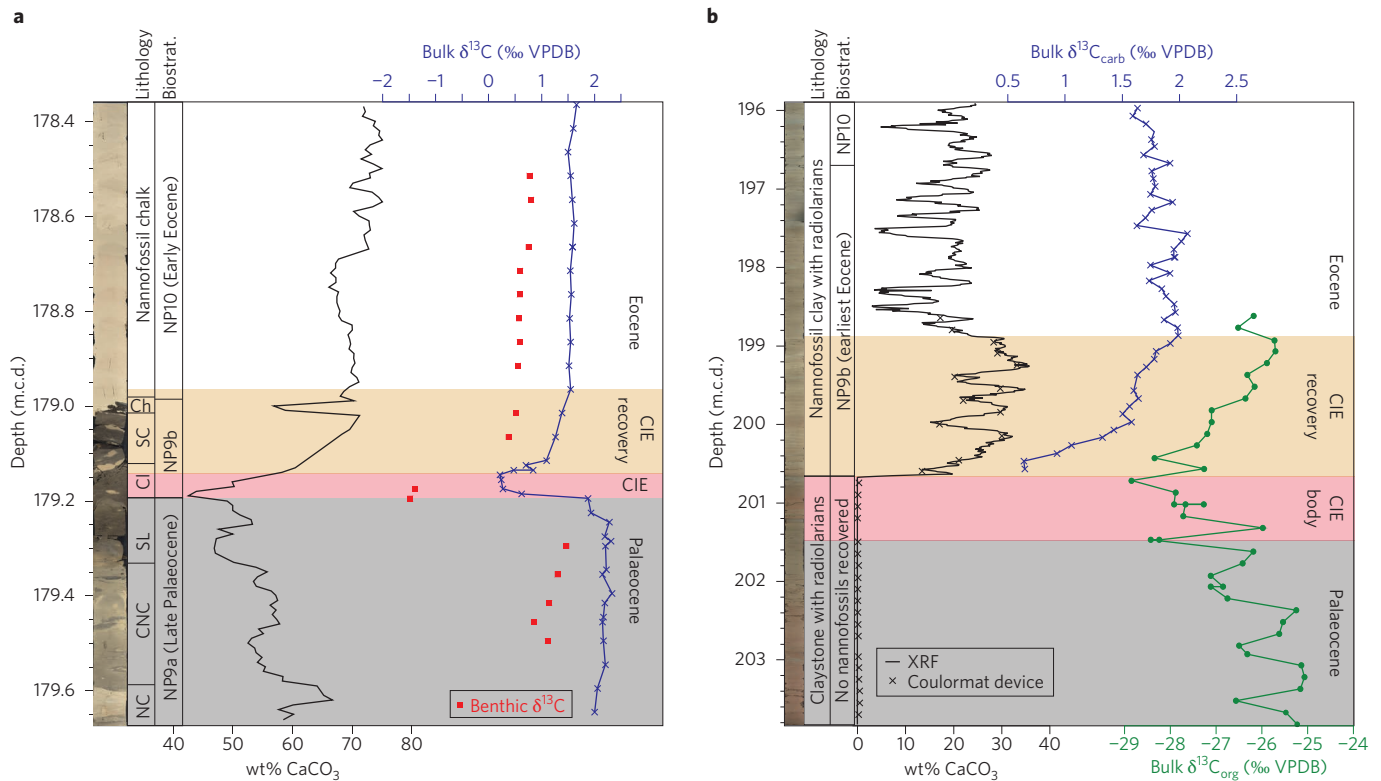 a
Lithology
Biostrat.
Bulk δ13C (‰ VPDB)
−2 −1 0 1 2
178.4
178.6
178.8
179.0
179.2
179.4
179.6
Depth (m.c.d.)
Nannofossil chalk
Ch
SC
Cl
SL
CNC
NC
NP10 (Early Eocene)
NP9b
NP9a (Late Palaeocene)
Eocene
CIE
recovery
CIE
Palaeocene
Benthic δ13C
40 50 60 70 80
wt% CaCO3
b
Lithology
Biostrat.
Bulk δ13Ccarb (‰ VPDB)
0.5 1 1.5 2 2.5
196
197
198
199
200
201
202
203
Depth (m.c.d.)
Nannofossil clay with radiolarians
Claystone with radiolarians
NP10
NP9b (earliest Eocene)
No nannofossils recovered
Eocene
CIE
recovery
CIE
body
Palaeocene
XRF
Coulormat device
0 10 20 30 40
wt% CaCO3
−29 −28 −27 −26 −25 −24
Bulk δ13Corg (‰ VPDB)